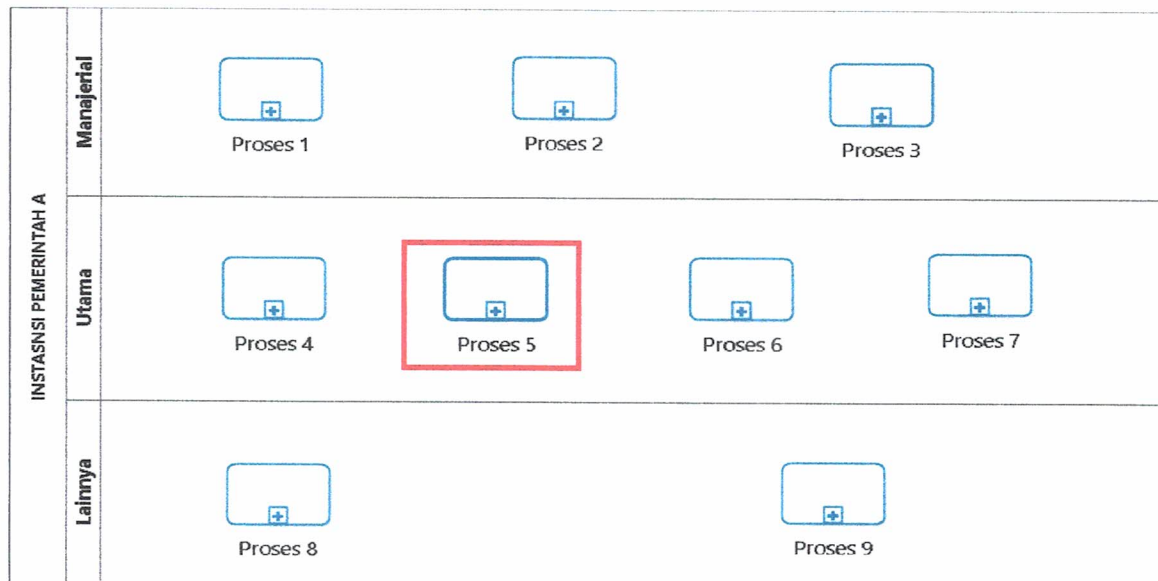 INSTASNSI PEMERINTAH A
Manajerial
Proses 1
Proses 2
Proses 3
Utama
Proses 4
Proses 5
Proses 6
Proses 7
Lainnya
Proses 8
Proses 9